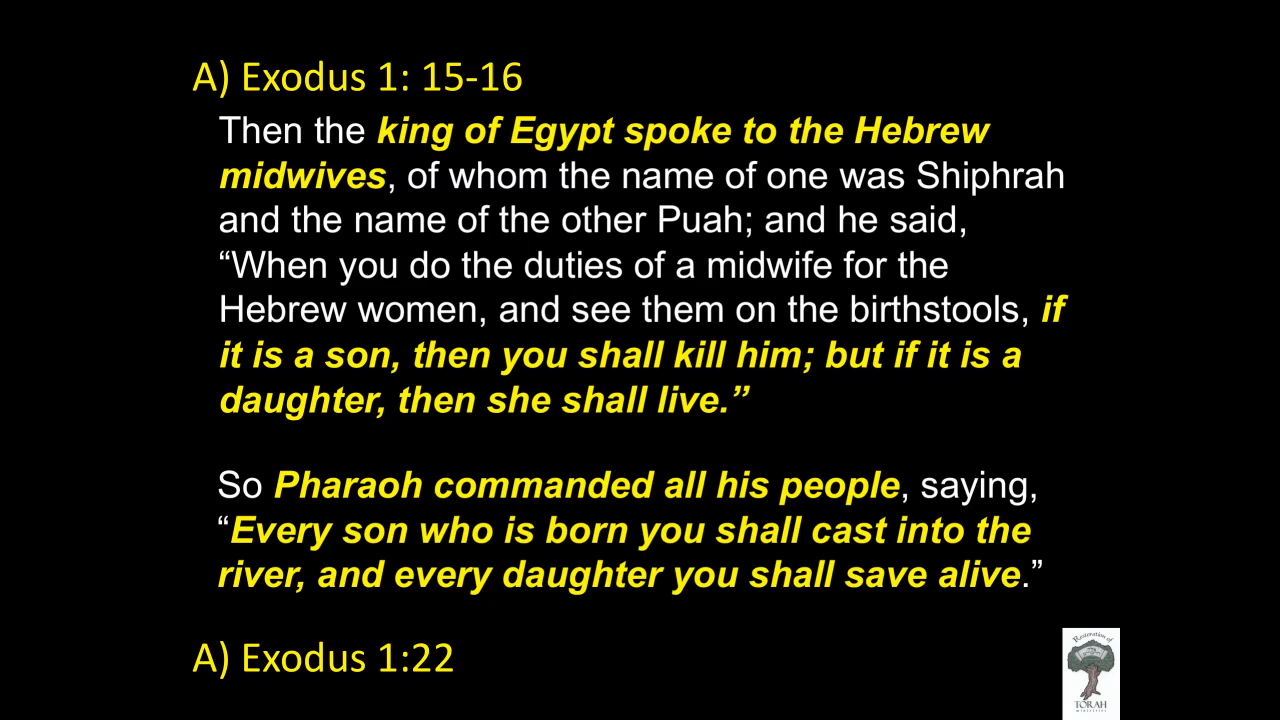 A) Exodus 1: 15-16
Then the king of Egypt spoke to the Hebrew
midwives, of whom the name of one was Shiphrah
and the name of the other Puah; and he said,
“When you do the duties of a midwife for the
Hebrew women, and see them on the birthstools, if
it is a son, then you shall kill him; but if it is a
daughter, then she shall live.”
So Pharaoh commanded all his people, saying,
“Every son who is born you shall cast into the
river, and every daughter you shall save alive.”
A) Exodus 1:22
Restoration of
TORAH